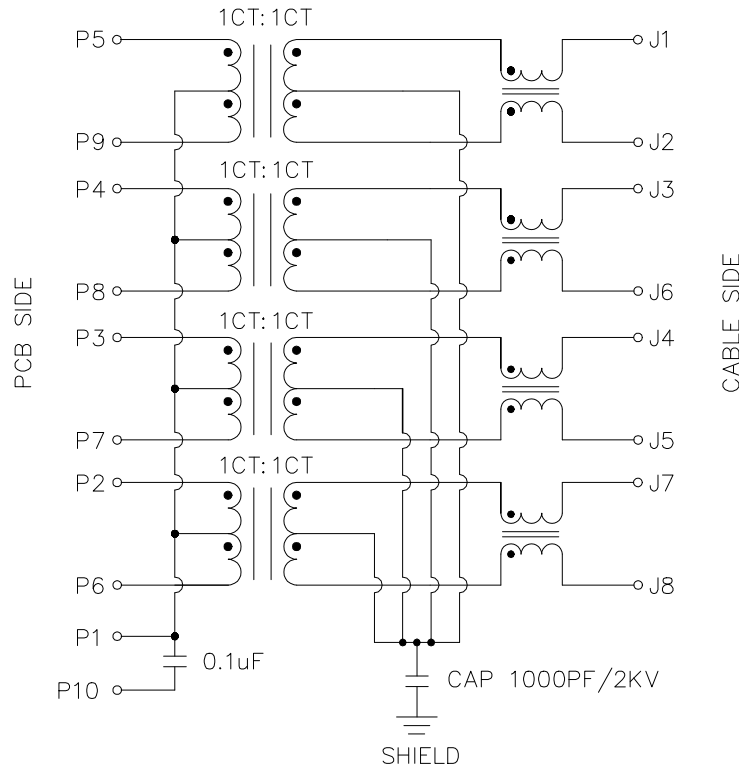 1CT:1CT
P5
J1
P9
J2
1CT:1CT
P4
J3
P8
J6
1CT:1CT
P3
J4
P7
J5
1CT:1CT
P2
J7
P6
J8
P1
0.1uF
P10
CAP 1000PF/2KV
SHIELD
PCB SIDE
CABLE SIDE